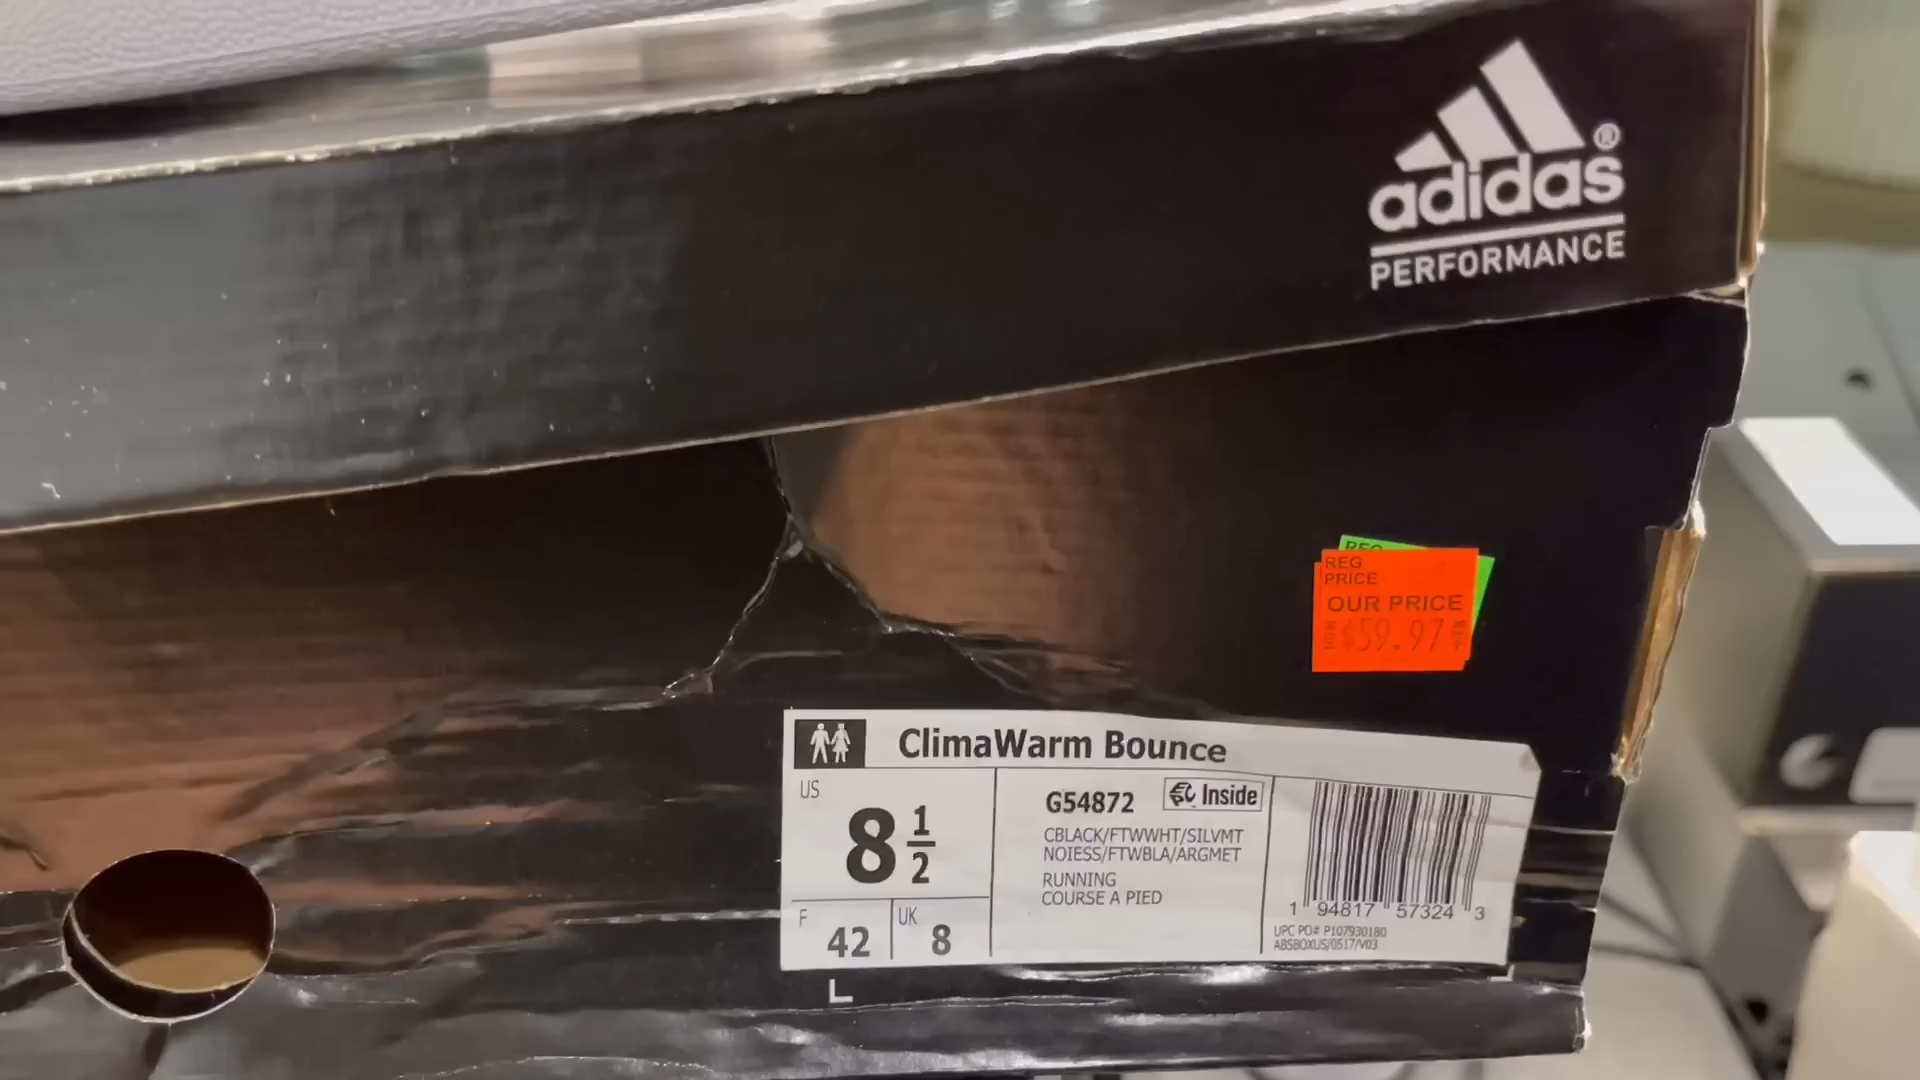 adidas®
PERFORMANCE
REG
REG
PRICE
OUR PRICE
$59.97
ClimaWarm Bounce
US
8 1/2
F
42
UK
8
G54872
Inside
CBLACK/FTWWHT/SILVMT
NOIESS/FTWBLA/ARGMET
RUNNING
COURSE A PIED
1 94817 57324 3
UPC PO# P107930180
ABSBOXUS/0517/V03
L